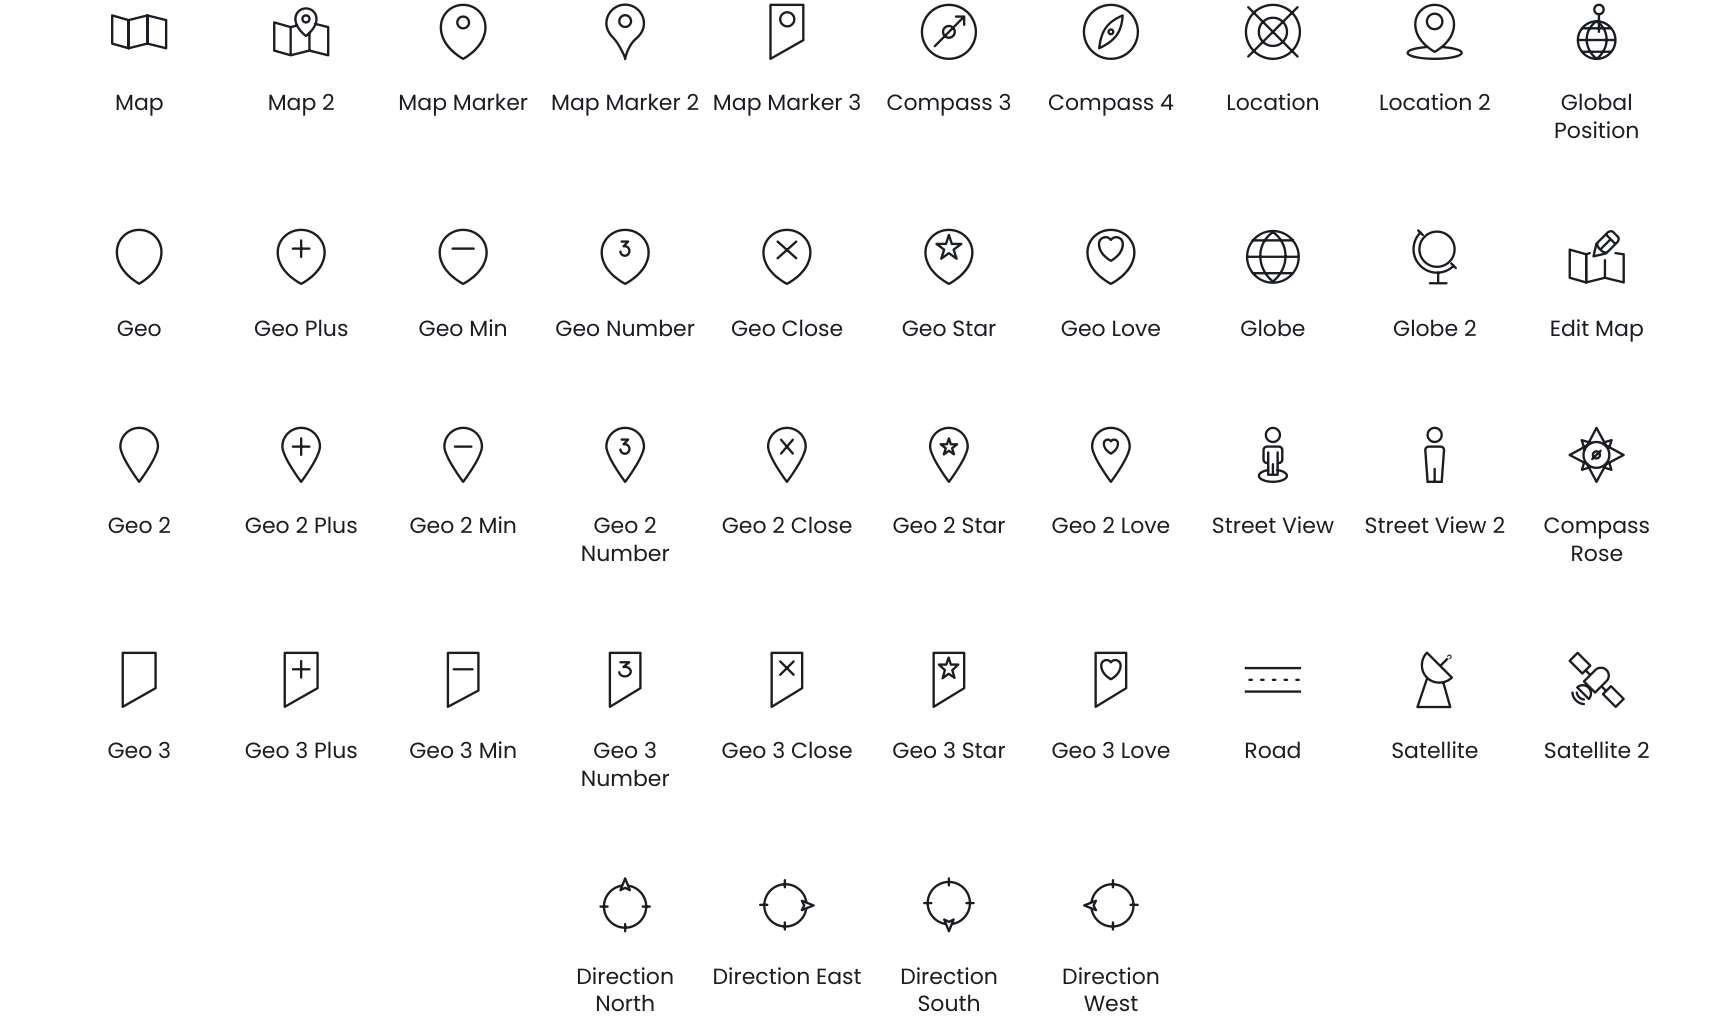 Map
Map 2
Map Marker
Map Marker 2
Map Marker 3
Compass 3
Compass 4
Location
Location 2
Global
Position
Geo
Geo Plus
Geo Min
3
Geo Number
Geo Close
Geo Star
Geo Love
Globe
Globe 2
Edit Map
Geo 2
Geo 2 Plus
Geo 2 Min
3
Geo 2
Number
Geo 2 Close
Geo 2 Star
Geo 2 Love
Street View
Street View 2
Compass
Rose
Geo 3
Geo 3 Plus
Geo 3 Min
3
Geo 3
Number
Geo 3 Close
Geo 3 Star
Geo 3 Love
Road
Satellite
Satellite 2
Direction
North
Direction East
Direction
South
Direction
West